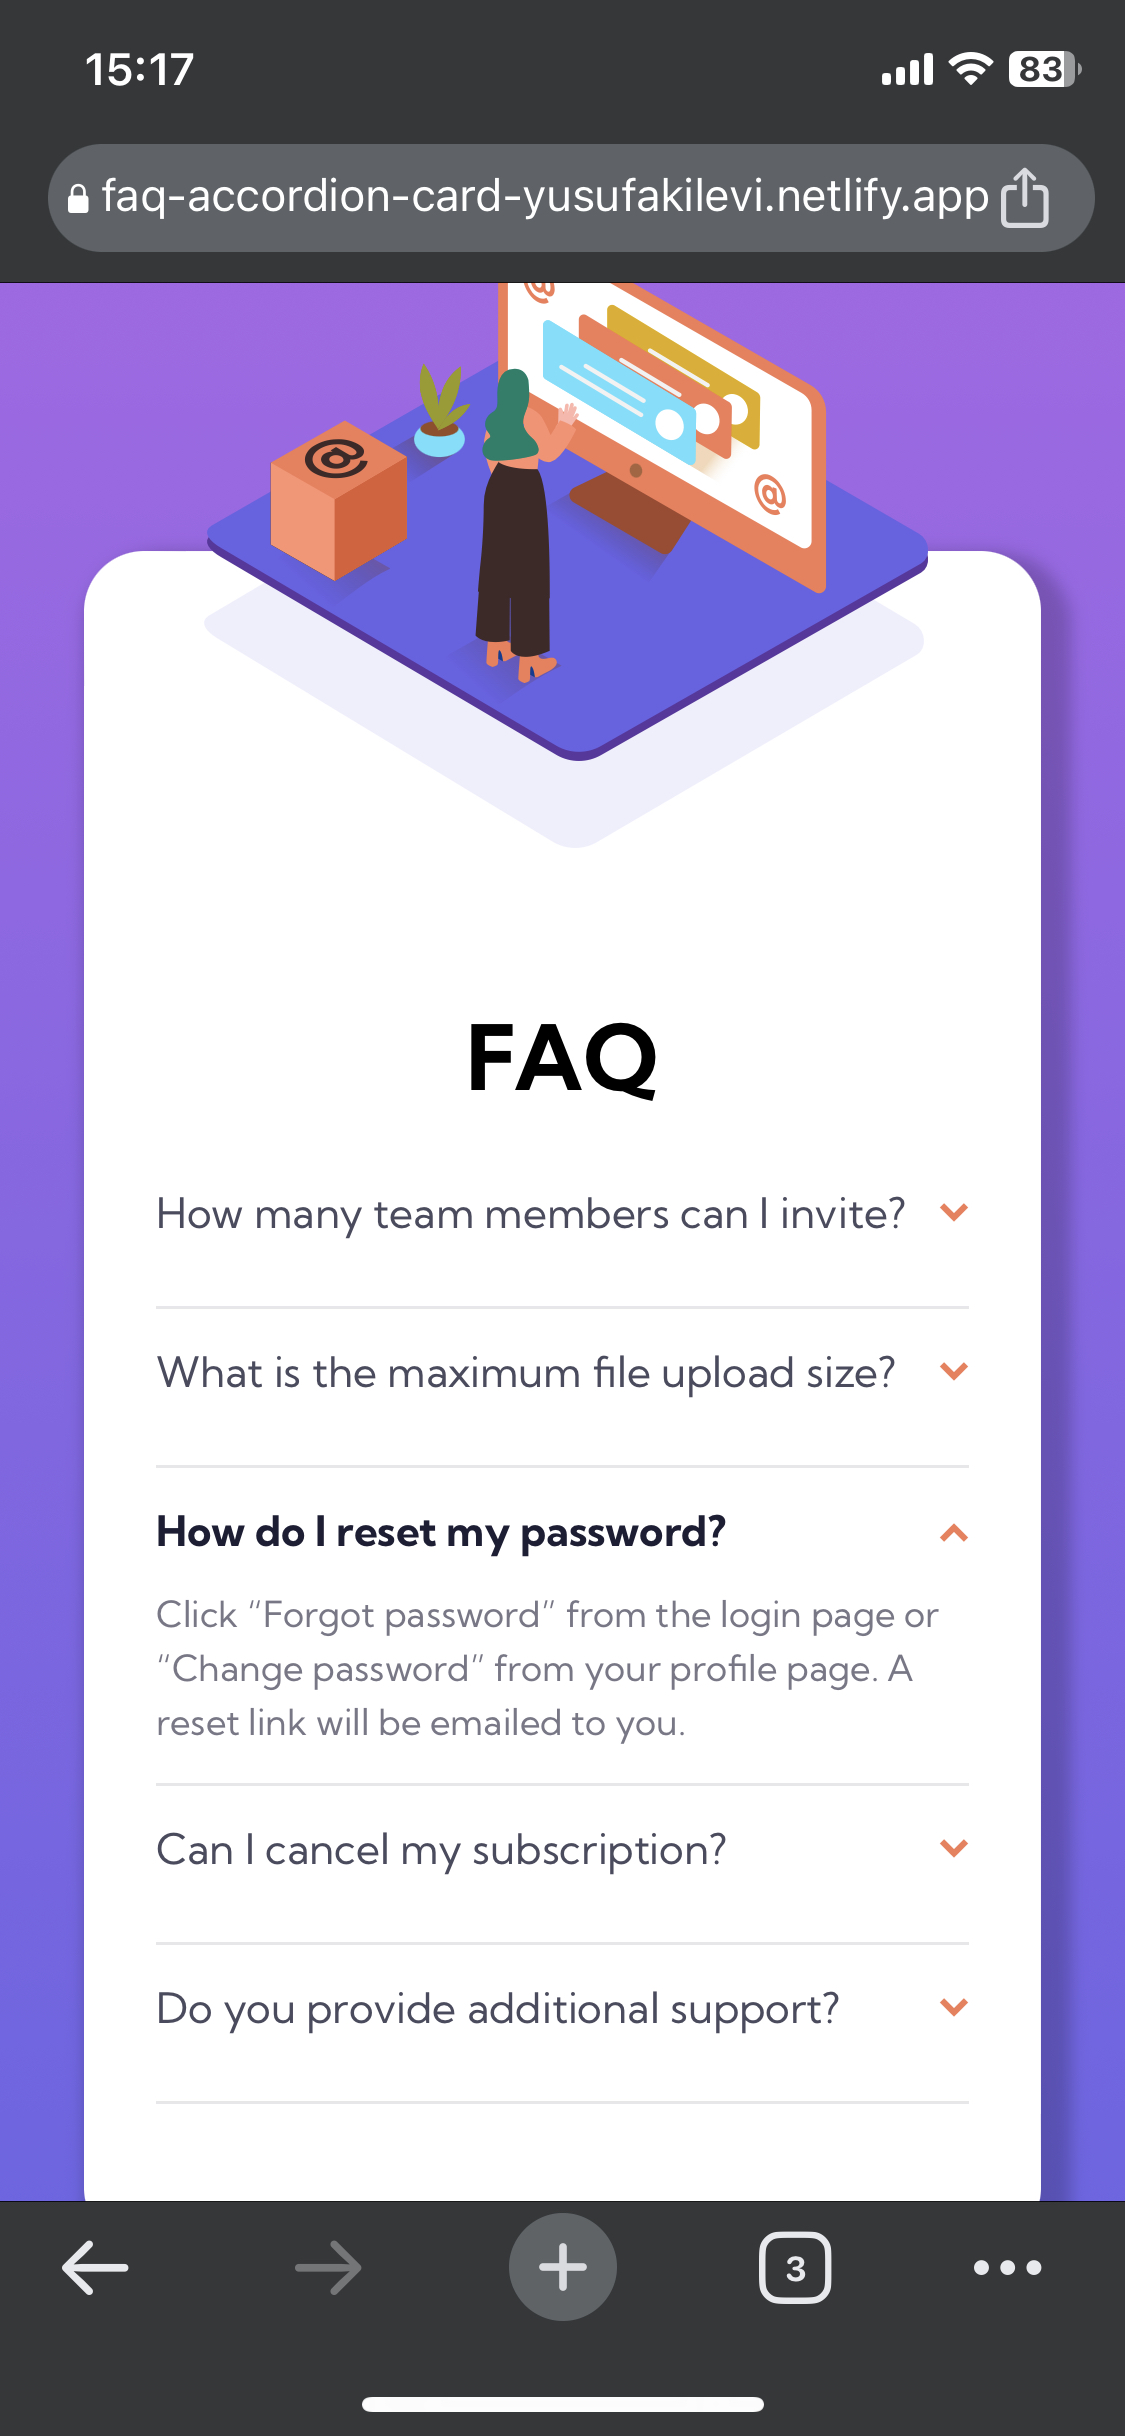 15:17
83
faq-accordion-card-yusufakilevi.netlify.app
@
@
@
FAQ
How many team members can I invite?
What is the maximum file upload size?
How do I reset my password?
Click “Forgot password” from the login page or
“Change password” from your profile page. A
reset link will be emailed to you.
Can I cancel my subscription?
Do you provide additional support?
3